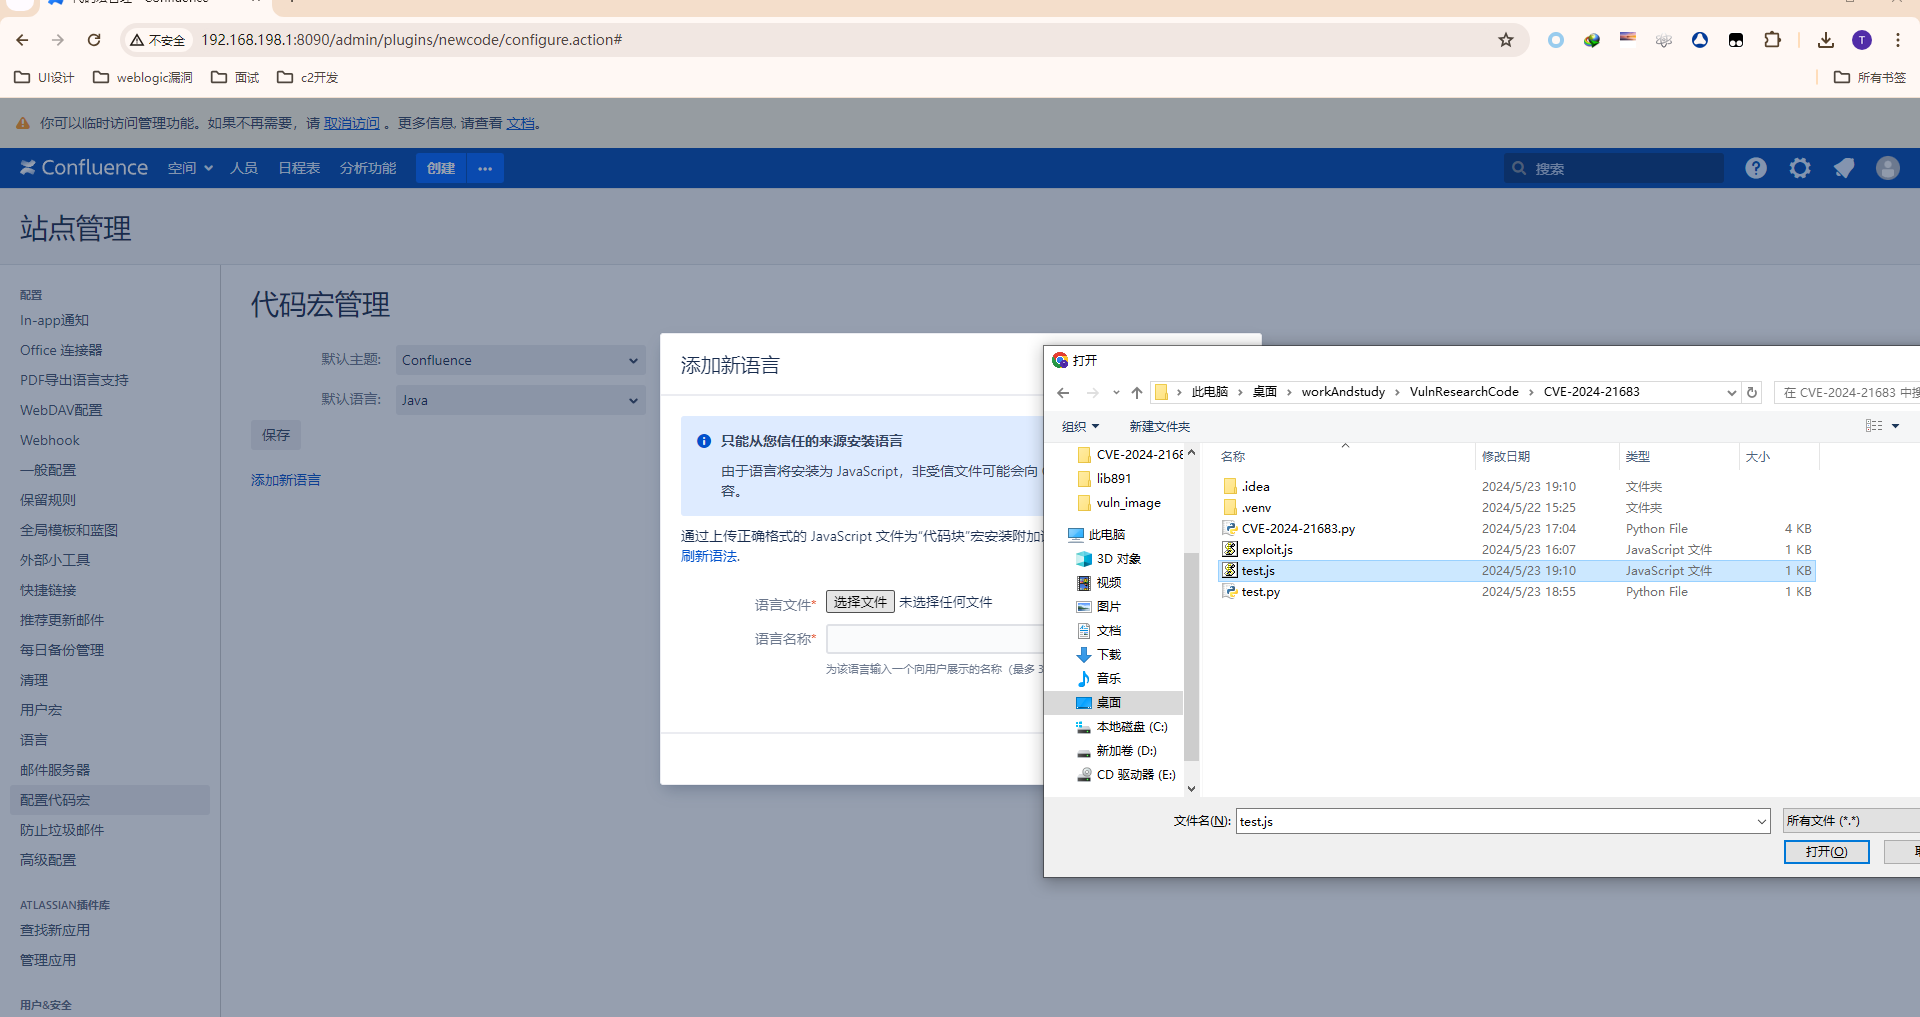 不安全
192.168.198.1:8090/admin/plugins/newcode/configure.action#
T
UI设计
weblogic漏洞
面试
c2开发
所有书签
你可以临时访问管理功能。如果不再需要，请 取消访问 。更多信息, 请查看 文档。
Confluence
空间
人员
日程表
分析功能
创建
搜索
站点管理
配置
In-app通知
Office 连接器
PDF导出语言支持
WebDAV配置
Webhook
一般配置
保留规则
全局模板和蓝图
外部小工具
快捷链接
推荐更新邮件
每日备份管理
清理
用户宏
语言
邮件服务器
配置代码宏
防止垃圾邮件
高级配置
ATLASSIAN插件库
查找新应用
管理应用
用户&安全
代码宏管理
默认主题: Confluence
默认语言: Java
保存
添加新语言
添加新语言
只能从您信任的来源安装语言
由于语言将安装为 JavaScript，非受信文件可能会向
容。
通过上传正确格式的 JavaScript 文件为“代码块”宏安装附加
刷新语法.
语言文件* 选择文件 未选择任何文件
语言名称*
为该语言输入一个向用户展示的名称（最多 3
打开
此电脑 桌面 workAndstudy VulnResearchCode CVE-2024-21683
在 CVE-2024-21683 中
组织 新建文件夹
CVE-2024-2168
lib891
vuln_image
此电脑
3D 对象
视频
图片
文档
下载
音乐
桌面
本地磁盘 (C:)
新加卷 (D:)
CD 驱动器 (E:)
名称 修改日期 类型 大小
.idea 2024/5/23 19:10 文件夹
.venv 2024/5/22 15:25 文件夹
CVE-2024-21683.py 2024/5/23 17:04 Python File 4 KB
exploit.js 2024/5/23 16:07 JavaScript 文件 1 KB
test.js 2024/5/23 19:10 JavaScript 文件 1 KB
test.py 2024/5/23 18:55 Python File 1 KB
文件名(N): test.js
所有文件 (*.*)
打开(O)